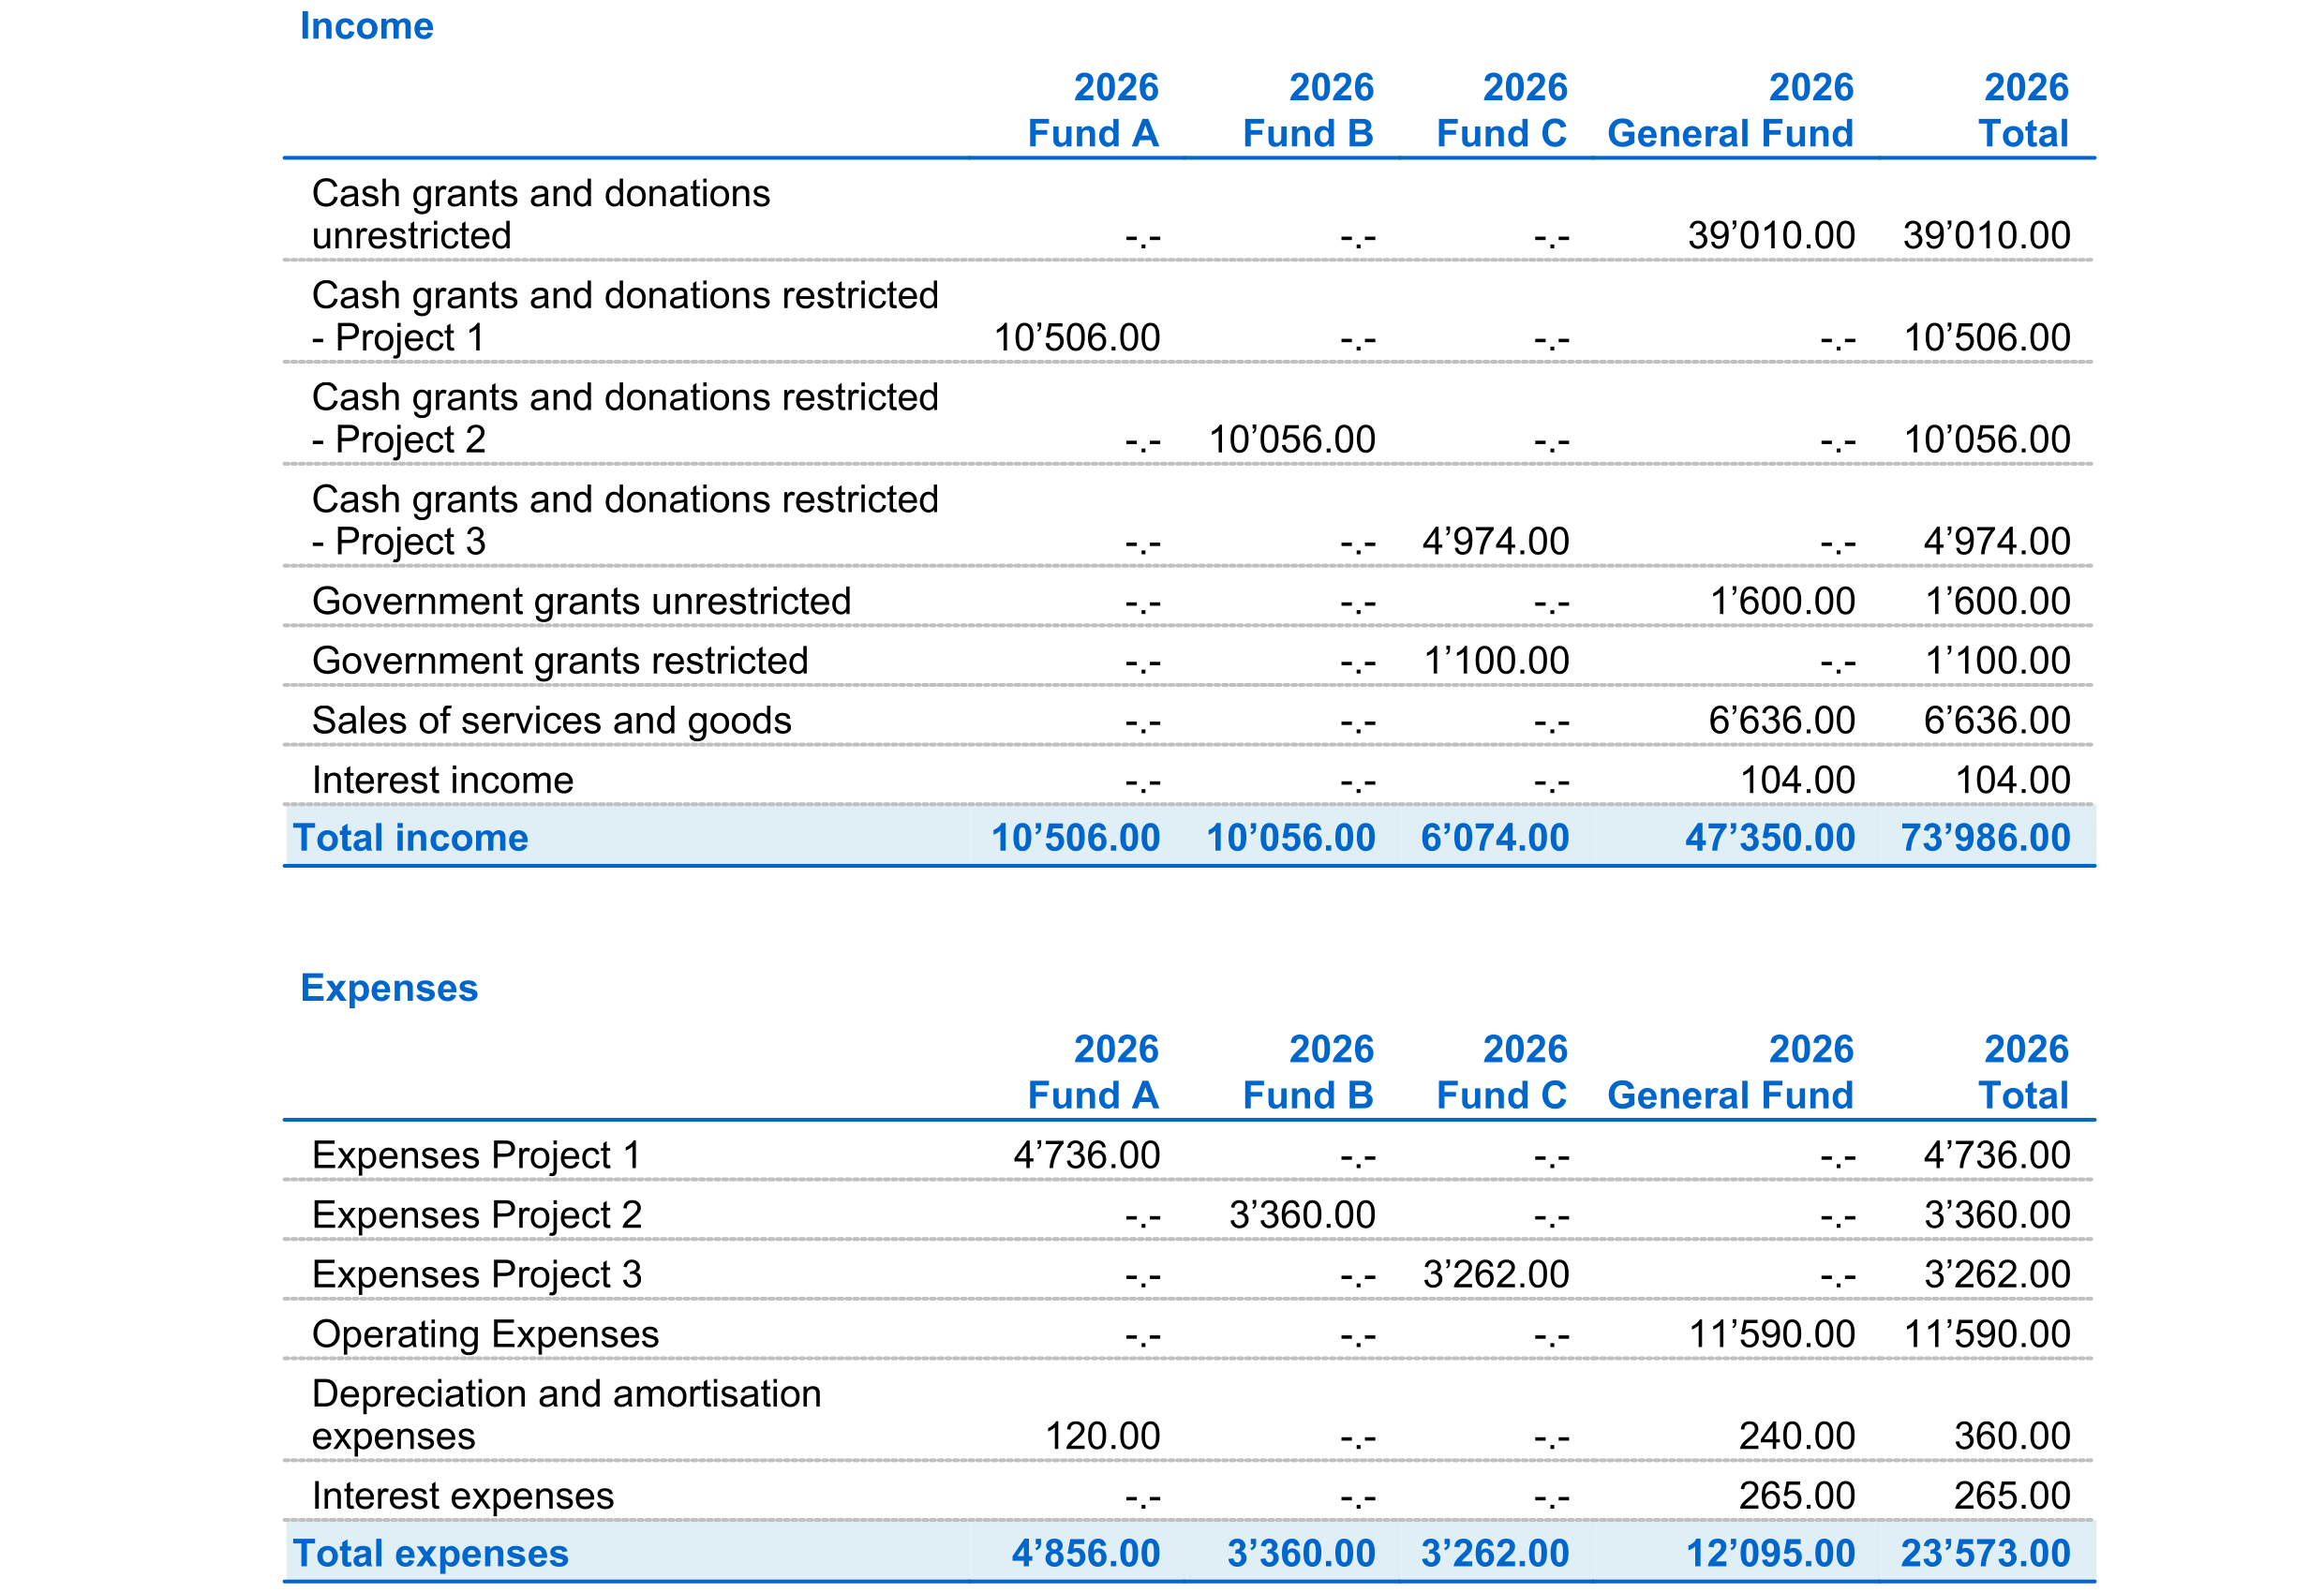 Income
2026 2026 2026 2026 2026
Fund A Fund B Fund C General Fund Total
Cash grants and donations
unrestricted -.- -.- -.- 39’010.00 39’010.00
Cash grants and donations restricted
- Project 1 10’506.00 -.- -.- -.- 10’506.00
Cash grants and donations restricted
- Project 2 -.- 10’056.00 -.- -.- 10’056.00
Cash grants and donations restricted
- Project 3 -.- -.- 4’974.00 -.- 4’974.00
Government grants unrestricted -.- -.- -.- 1’600.00 1’600.00
Government grants restricted -.- -.- 1’100.00 -.- 1’100.00
Sales of services and goods -.- -.- -.- 6’636.00 6’636.00
Interest income -.- -.- -.- 104.00 104.00
Total income 10’506.00 10’056.00 6’074.00 47’350.00 73’986.00
Expenses
2026 2026 2026 2026 2026
Fund A Fund B Fund C General Fund Total
Expenses Project 1 4’736.00 -.- -.- -.- 4’736.00
Expenses Project 2 -.- 3’360.00 -.- -.- 3’360.00
Expenses Project 3 -.- -.- 3’262.00 -.- 3’262.00
Operating Expenses -.- -.- -.- 11’590.00 11’590.00
Depreciation and amortisation
expenses 120.00 -.- -.- 240.00 360.00
Interest expenses -.- -.- -.- 265.00 265.00
Total expenses 4’856.00 3’360.00 3’262.00 12’095.00 23’573.00